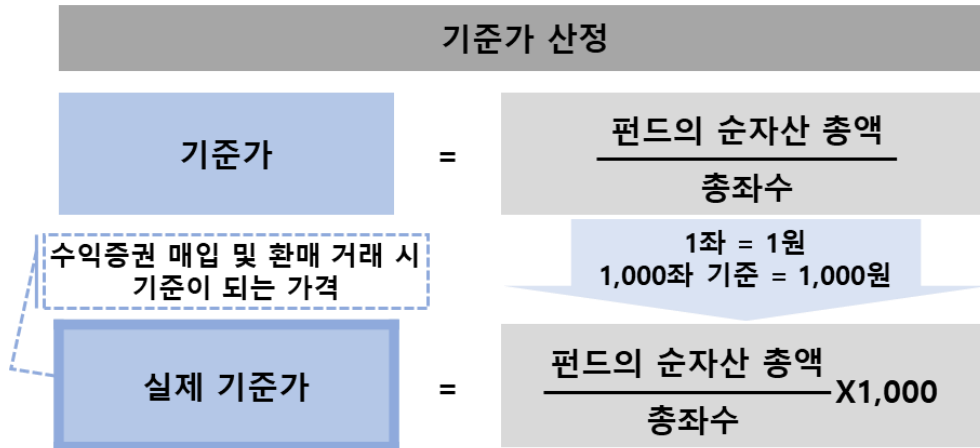 기준가 산정
기준가
=
펀드의 순자산 총액
총좌수
수익증권 매입 및 환매 거래 시
기준이 되는 가격
1좌 = 1원
1,000좌 기준 = 1,000원
실제 기준가
=
펀드의 순자산 총액
총좌수
X1,000